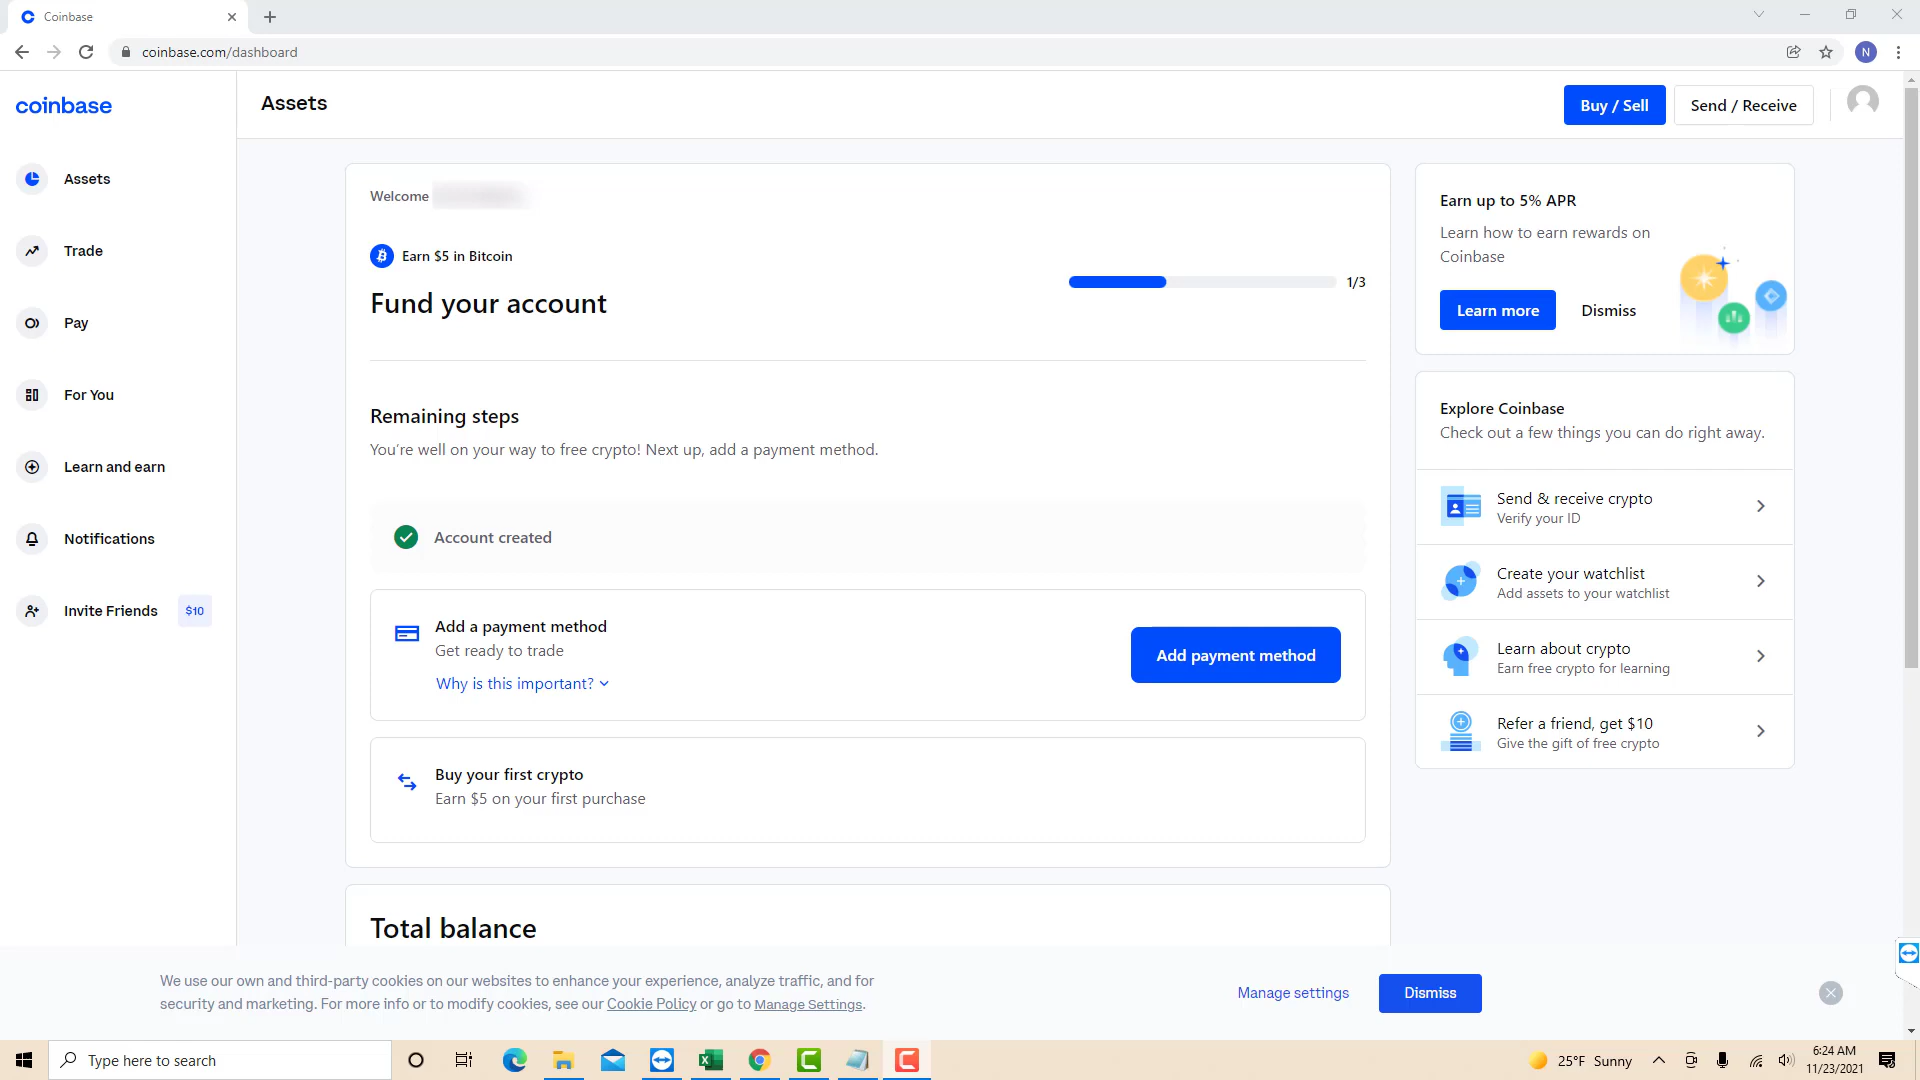 Coinbase
coinbase.com/dashboard
N
coinbase
Assets
Buy / Sell
Send / Receive
Assets
Trade
Pay
For You
Learn and earn
Notifications
Invite Friends
$10
Welcome
Earn $5 in Bitcoin
Fund your account
1/3
Remaining steps
You're well on your way to free crypto! Next up, add a payment method.
Account created
Add a payment method
Get ready to trade
Why is this important?
Add payment method
Buy your first crypto
Earn $5 on your first purchase
Total balance
Earn up to 5% APR
Learn how to earn rewards on
Coinbase
Learn more
Dismiss
Explore Coinbase
Check out a few things you can do right away.
Send & receive crypto
Verify your ID
Create your watchlist
Add assets to your watchlist
Learn about crypto
Earn free crypto for learning
Refer a friend, get $10
Give the gift of free crypto
We use our own and third-party cookies on our websites to enhance your experience, analyze traffic, and for
security and marketing. For more info or to modify cookies, see our Cookie Policy or go to Manage Settings.
Manage settings
Dismiss
Type here to search
25°F Sunny
6:24 AM
11/23/2021